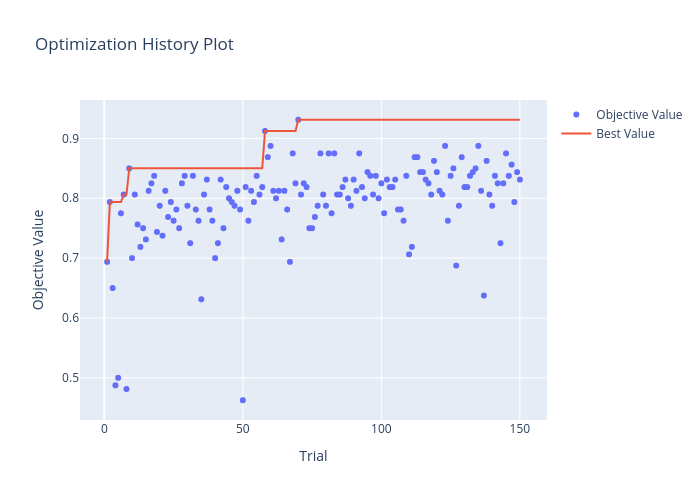 Optimization History Plot
Objective Value
Best Value
0.9
0.8
0.7
0.6
0.5
Objective Value
0
50
100
150
Trial